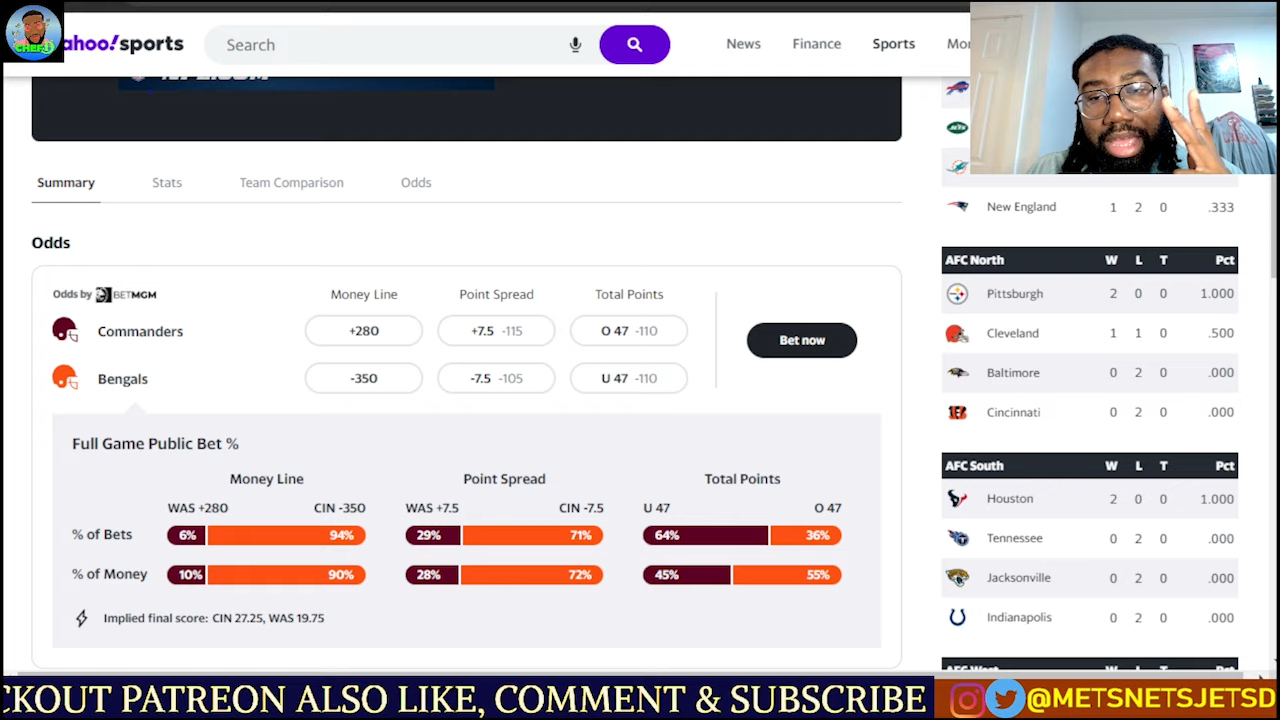 CHEF
ahoo!sports
Search
News
Finance
Sports
Mor
Summary
Stats
Team Comparison
Odds
Odds
Odds by BETMGM
Money Line
Point Spread
Total Points
Commanders
+280
+7.5 -115
O 47 -110
Bet now
Bengals
-350
-7.5 -105
U 47 -110
Full Game Public Bet %
Money Line
Point Spread
Total Points
WAS +280
CIN -350
WAS +7.5
CIN -7.5
U 47
O 47
% of Bets
6%
94%
29%
71%
64%
36%
% of Money
10%
90%
28%
72%
45%
55%
Implied final score: CIN 27.25, WAS 19.75
JETS
New England 1 2 0 .333
AFC North W L T Pct
Pittsburgh 2 0 0 1.000
Cleveland 1 1 0 .500
Baltimore 0 2 0 .000
Cincinnati 0 2 0 .000
AFC South W L T Pct
Houston 2 0 0 1.000
Tennessee 0 2 0 .000
Jacksonville 0 2 0 .000
Indianapolis 0 2 0 .000
AFC West W L T Pct
CKOUT PATREON ALSO LIKE, COMMENT & SUBSCRIBE
@METSNETSJETSD